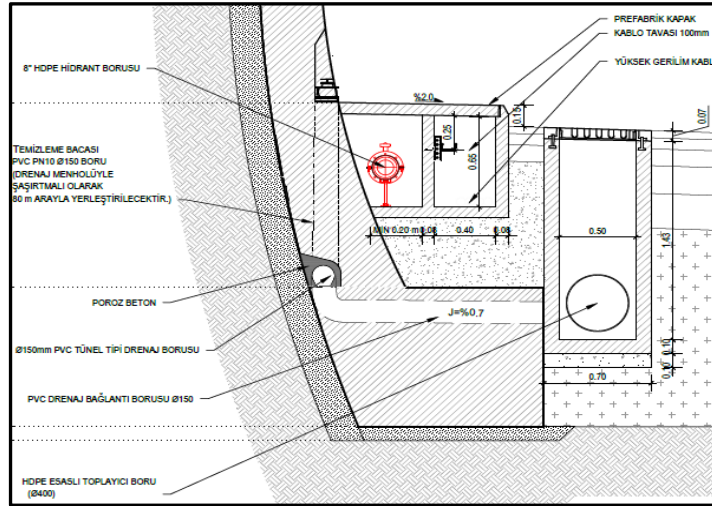 PREFABRİK KAPAK
KABLO TAVASI 100mm
YÜKSEK GERİLİM KABL
8" HDPE HİDRANT BORUSU
%2.0
0.15
0.07
0.25
0.65
TEMİZLEME BACASI
PVC PN10 Ø150 BORU
(DRENAJ MENHOLÜYLE
ŞAŞIRTMALI OLARAK
80 m ARAYLA YERLEŞTİRİLECEKTİR.)
MIN 0.20 m
0.08
0.40
0.08
0.50
1.43
POROZ BETON
J=%0.7
Ø150mm PVC TÜNEL TİPİ DRENAJ BORUSU
0.10
0.10
0.70
PVC DRENAJ BAĞLANTI BORUSU Ø150
HDPE ESASLI TOPLAYICI BORU
(Ø400)